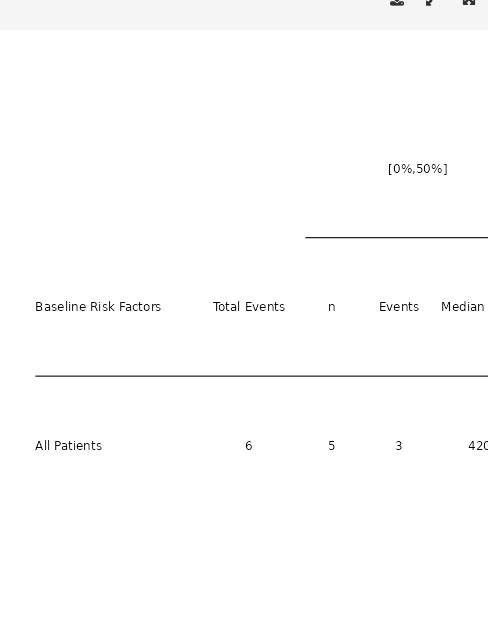 [0%,50%]
Baseline Risk Factors Total Events n Events Median
All Patients 6 5 3 420